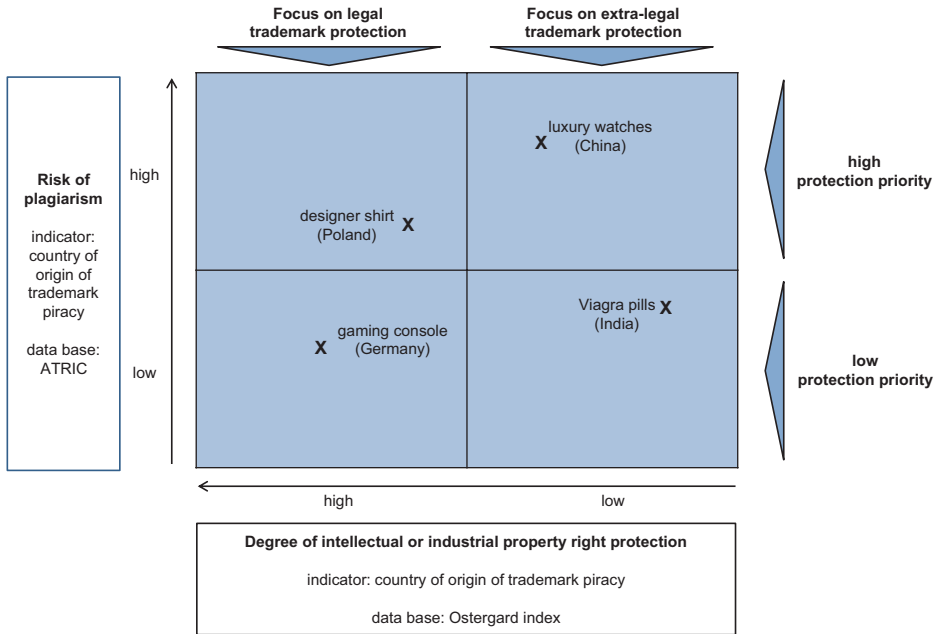 Focus on legal
trademark protection
Focus on extra-legal
trademark protection
Risk of
plagiarism
indicator:
country of
origin of
trademark
piracy
data base:
ATRIC
high
low
luxury watches
X
(China)
designer shirt X
(Poland)
Viagra pills X
(India)
gaming console
X
(Germany)
high
protection priority
low
protection priority
high
low
Degree of intellectual or industrial property right protection
indicator: country of origin of trademark piracy
data base: Ostergard index